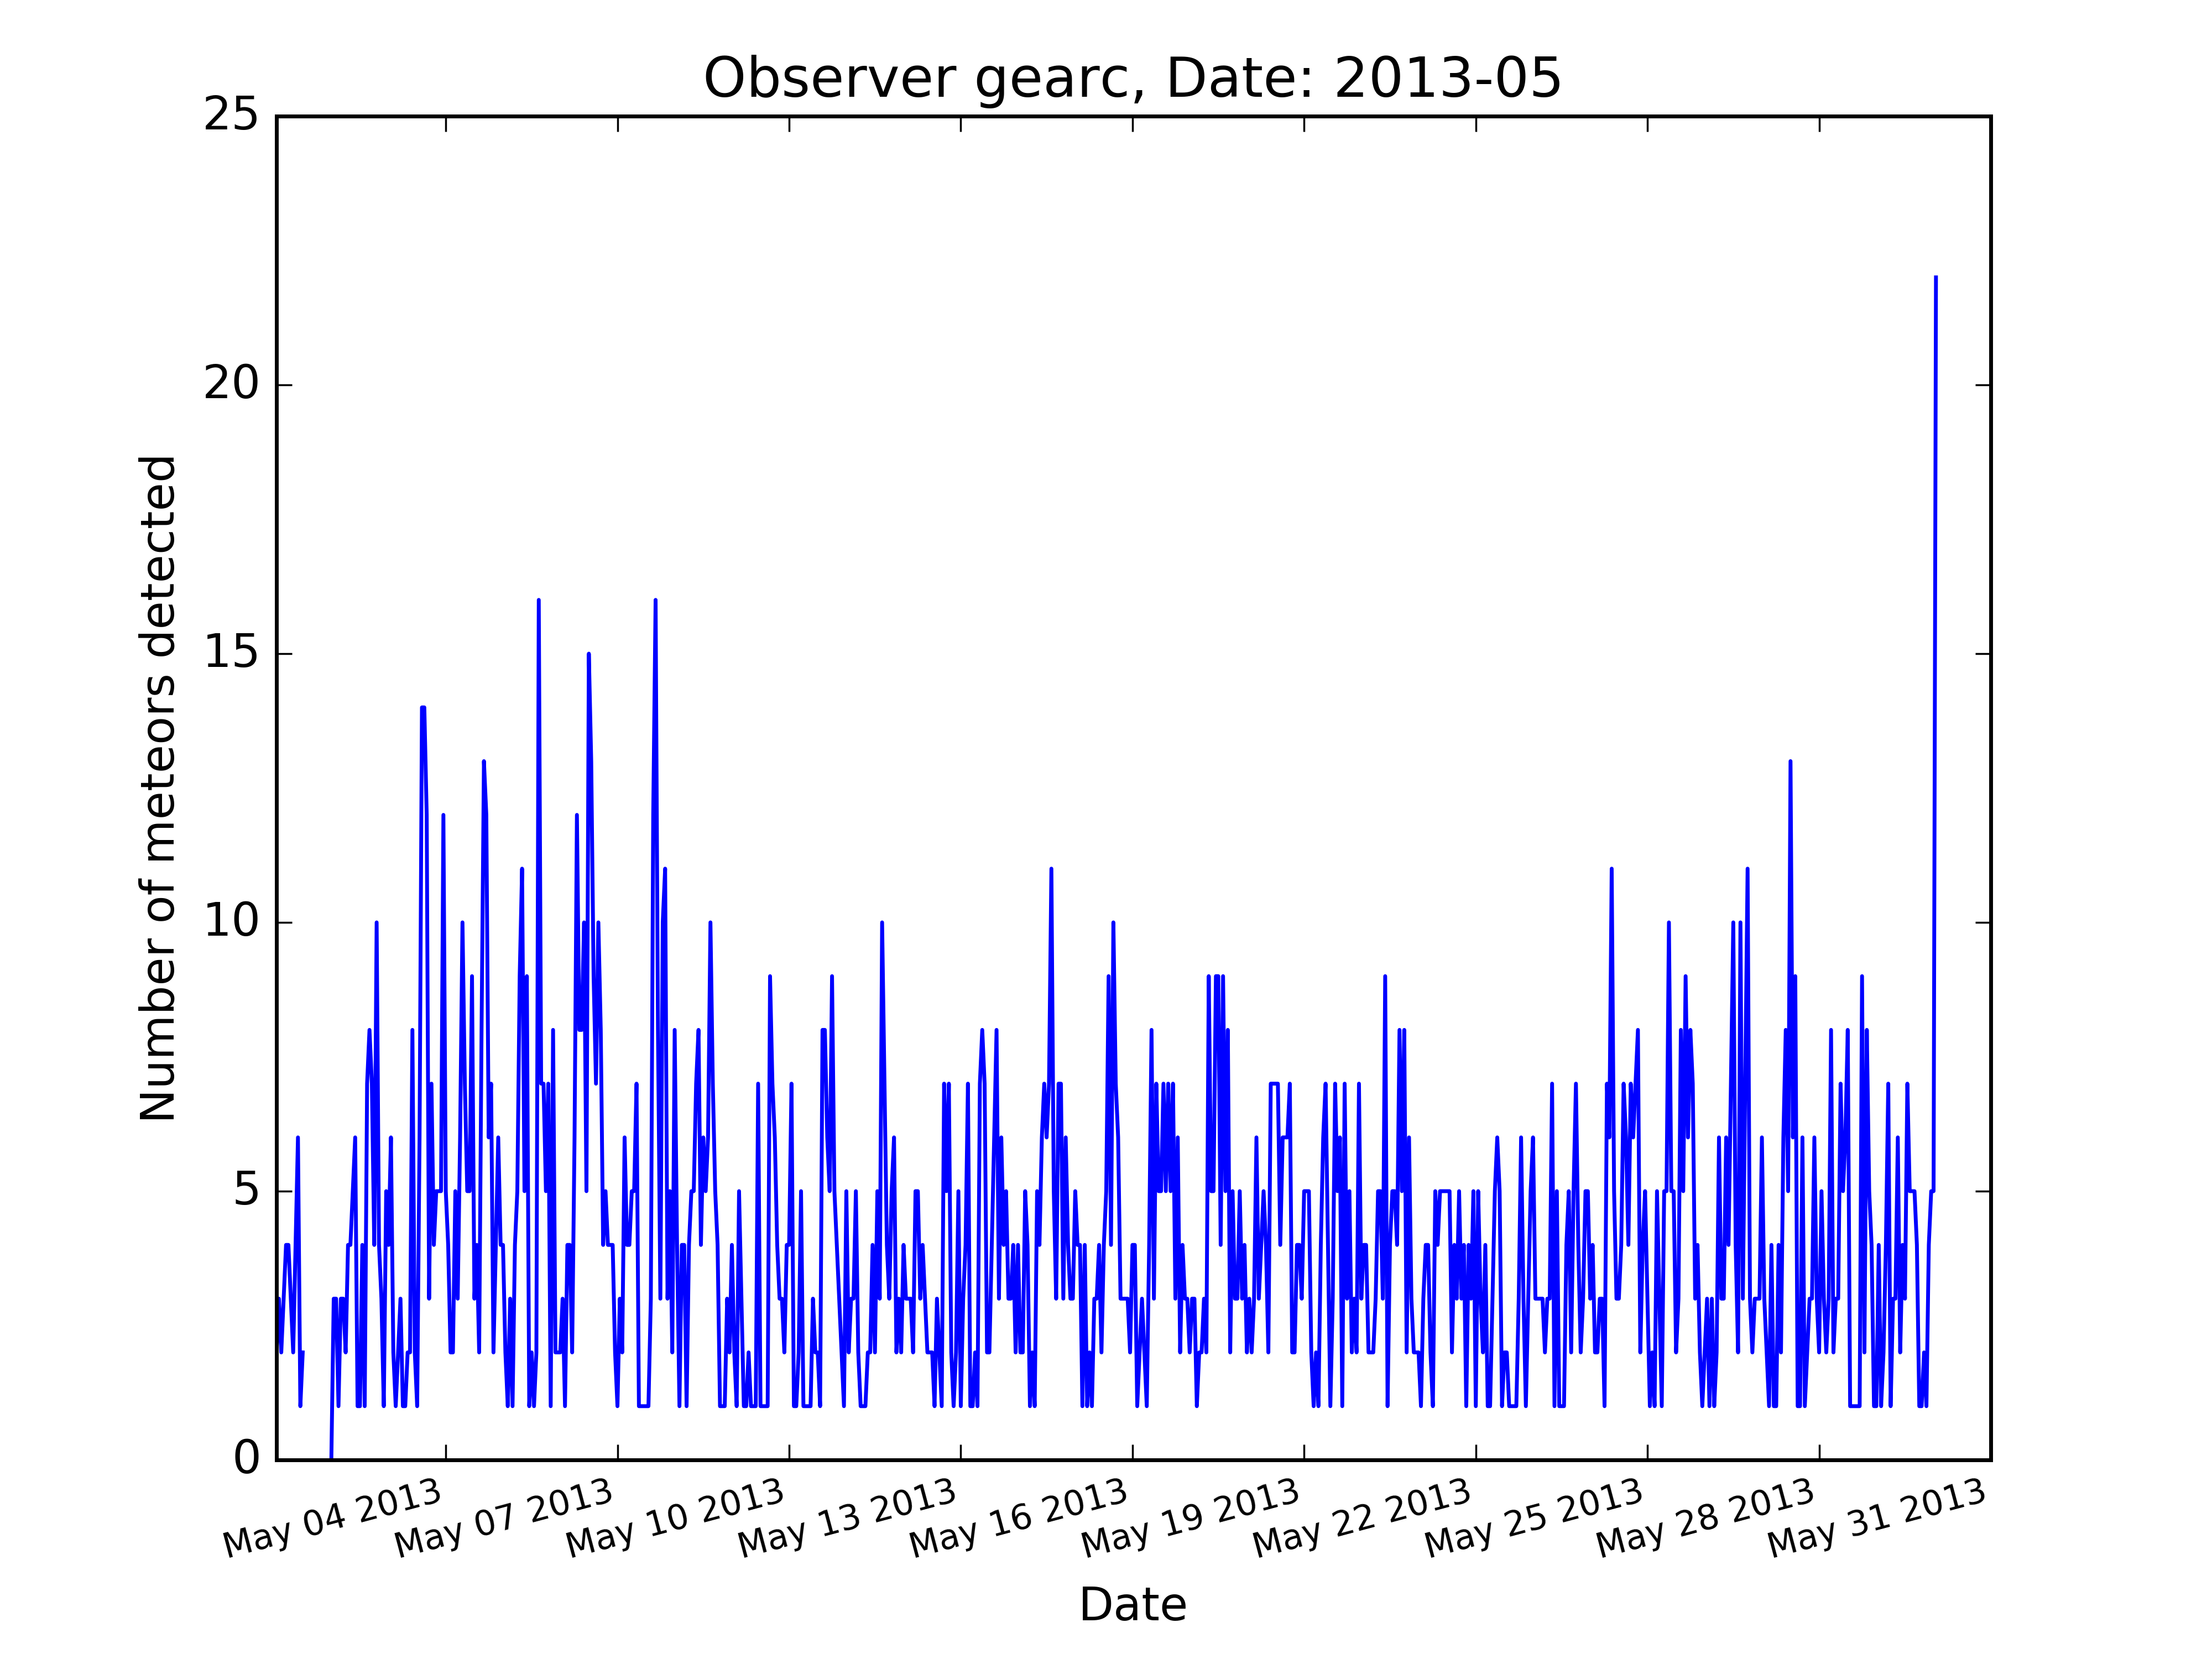 Observer gearc, Date: 2013-05
25
20
15
10
5
0
Number of meteors detected
May 04 2013
May 07 2013
May 10 2013
May 13 2013
May 16 2013
May 19 2013
May 22 2013
May 25 2013
May 28 2013
May 31 2013
Date